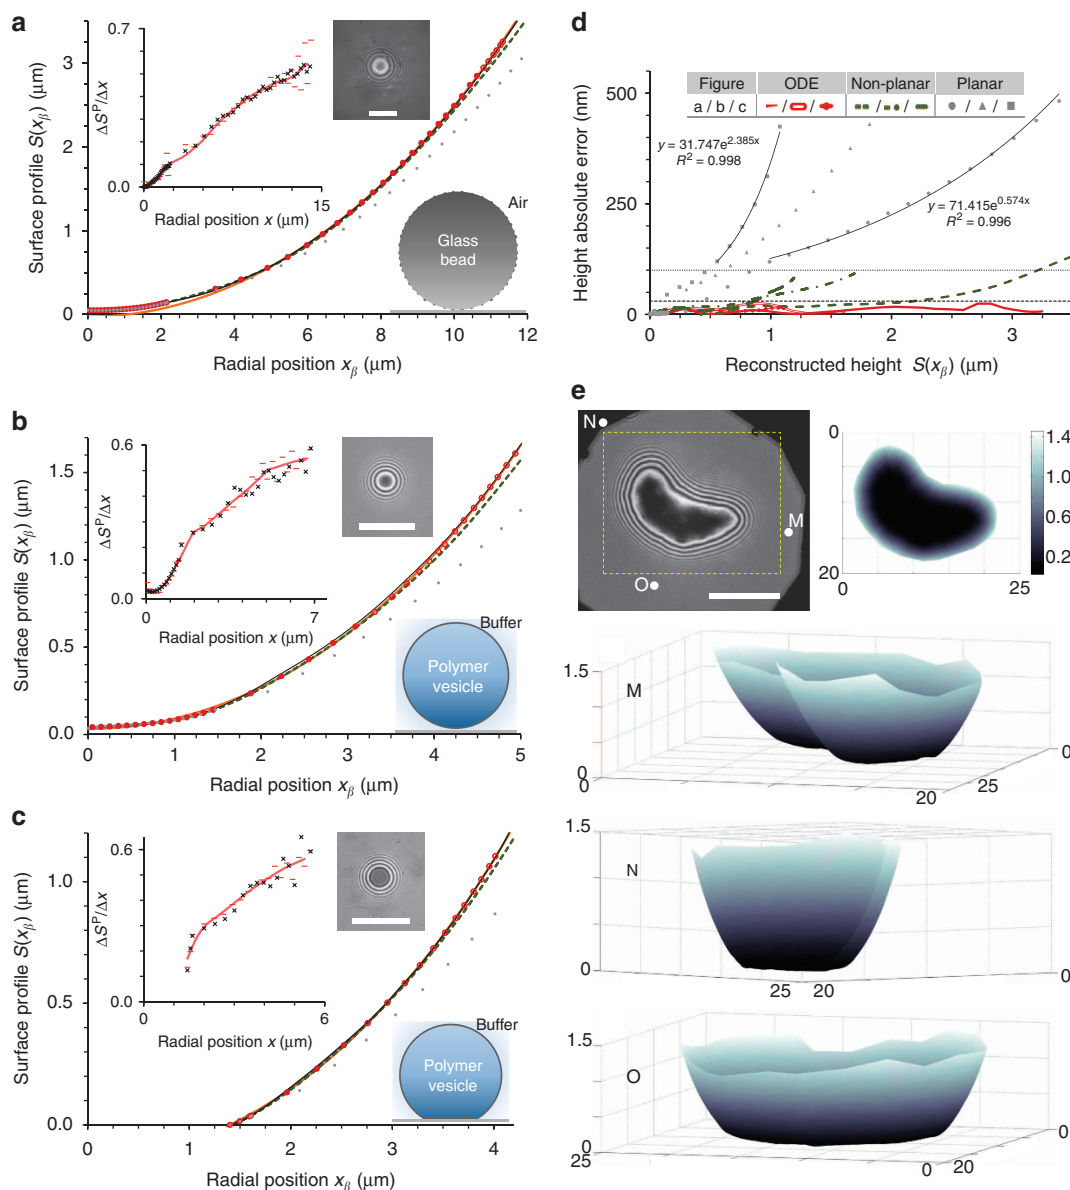 a
Surface profile S(xβ) (µm)
3
2
1
0
0
2
4
6
8
10
12
Radial position xβ (µm)
0.7
0.0
ΔSᴾ/Δx
0
15
Radial position x (µm)
Air
Glass
bead
b
Surface profile S(xβ) (µm)
1.5
1.0
0.5
0.0
0
1
2
3
4
5
Radial position xβ (µm)
0.6
0.0
ΔSᴾ/Δx
0
7
Radial position x (µm)
Buffer
Polymer
vesicle
c
Surface profile S(xβ) (µm)
1.0
0.5
0.0
0
1
2
3
4
Radial position xβ (µm)
0.6
0.0
ΔSᴾ/Δx
0
6
Radial position x (µm)
Buffer
Polymer
vesicle
d
Height absolute error (nm)
500
250
0
0
1
2
3
Reconstructed height S(xβ) (µm)
Figure ODE Non-planar Planar
a / b / c / / / / / /
y = 31.747e^2.385x
R² = 0.998
y = 71.415e^0.574x
R² = 0.996
e
N
M
O
0
20
0
25
1.4
1.0
0.6
0.2
M
1.5
0
0
20
25
0
N
1.5
0
25
20
0
O
1.5
0
25
0
20
0